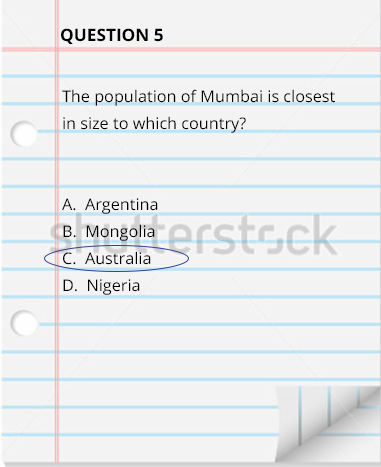 QUESTION 5
The population of Mumbai is closest
in size to which country?
A. Argentina
B. Mongolia
shutterstock
C. Australia
D. Nigeria